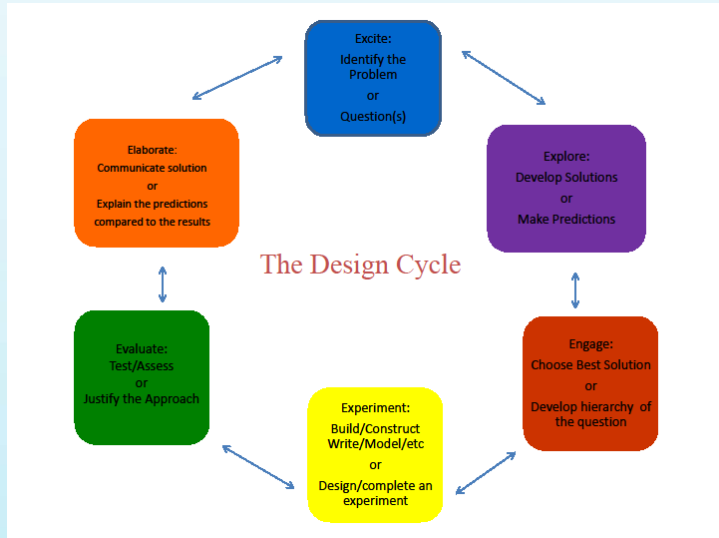 Excite:
Identify the
Problem
or
Question(s)
Explore:
Develop Solutions
or
Make Predictions
Engage:
Choose Best Solution
or
Develop hierarchy of
the question
Experiment:
Build/Construct
Write/Model/etc
or
Design/complete an
experiment
Evaluate:
Test/Assess
or
Justify the Approach
Elaborate:
Communicate solution
or
Explain the predictions
compared to the results
The Design Cycle